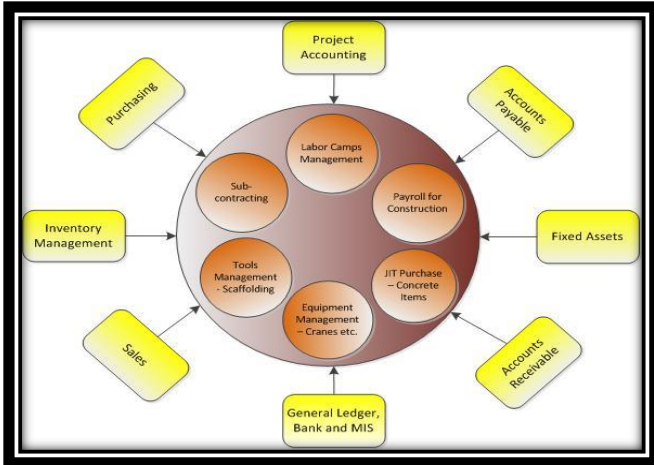 Project
Accounting
Purchasing
Accounts
Payable
Labor Camps
Management
Sub-
contracting
Payroll for
Construction
Inventory
Management
Fixed Assets
Tools
Management
- Scaffolding
JIT Purchase
– Concrete
Items
Equipment
Management
– Cranes etc.
Sales
Accounts
Receivable
General Ledger,
Bank and MIS